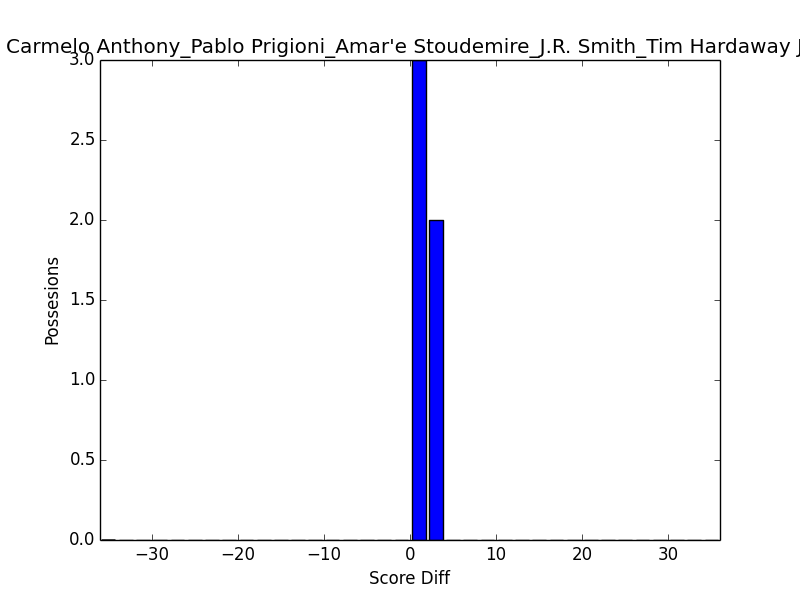 Carmelo Anthony_Pablo Prigioni_Amar'e Stoudemire_J.R. Smith_Tim Hardaway J
3.0
2.5
2.0
1.5
1.0
0.5
0.0
Possesions
−30 −20 −10 0 10 20 30
Score Diff